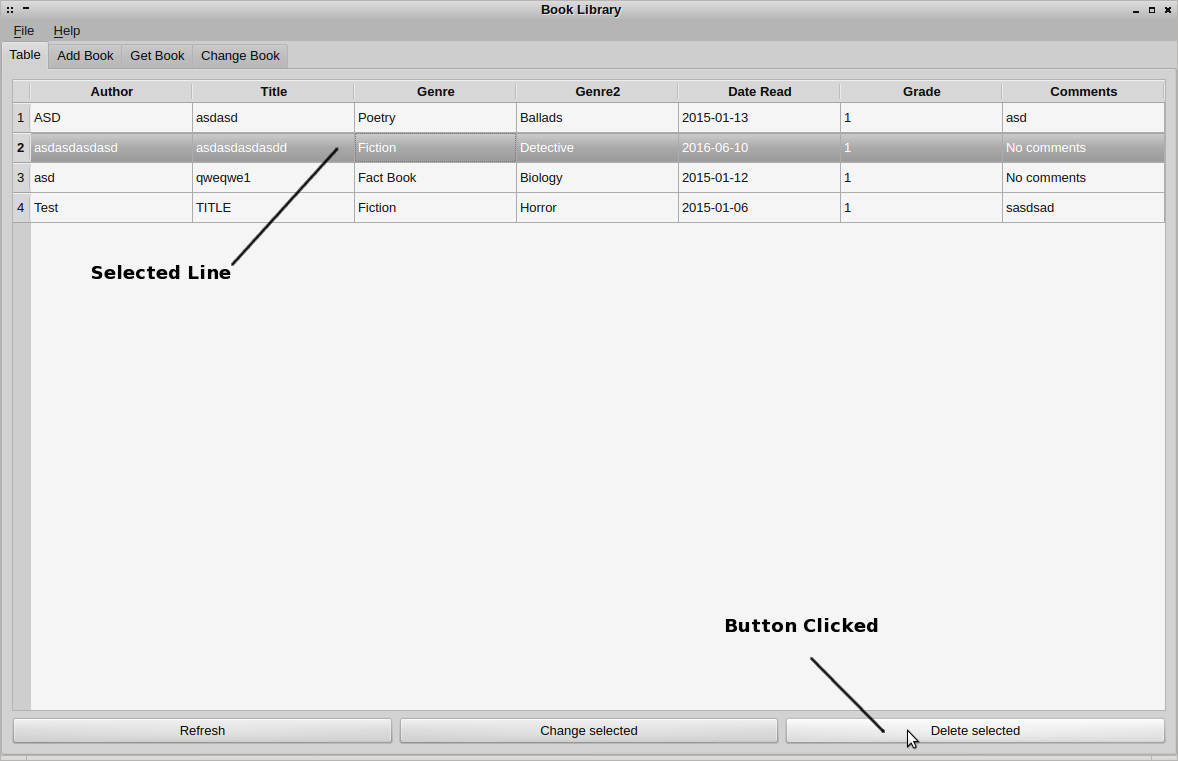 Book Library
File Help
Table Add Book Get Book Change Book
Author Title Genre Genre2 Date Read Grade Comments
1 ASD asdasd Poetry Ballads 2015-01-13 1 asd
2 asdasdasdasd asdasdasdasdd Fiction Detective 2016-06-10 1 No comments
3 asd qweqwe1 Fact Book Biology 2015-01-12 1 No comments
4 Test TITLE Fiction Horror 2015-01-06 1 sasdsad
Selected Line
Button Clicked
Refresh Change selected Delete selected